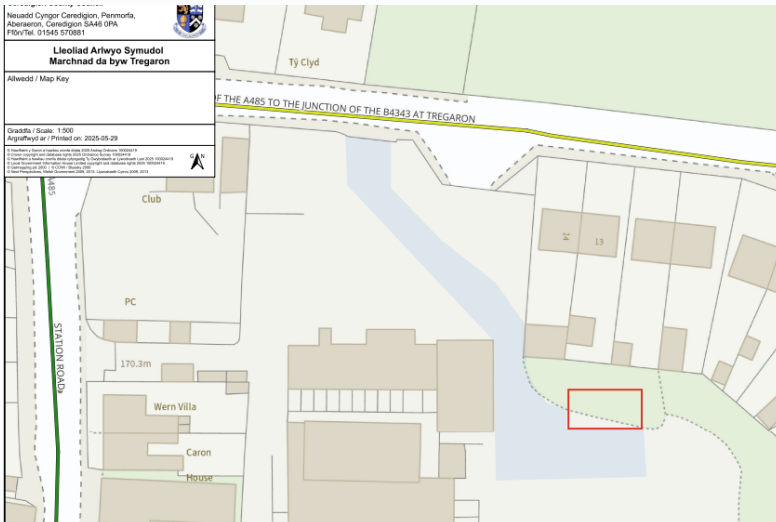 Neuadd Cyngor Ceredigion, Penmorfa,
Aberaeron, Ceredigion SA46 0PA
Ffôn/Tel. 01545 570881
Lleoliad Arlwyo Symudol
Marchnad da byw Tregaron
Allwedd / Map Key
Graddfa / Scale: 1:500
Argraffwyd ar / Printed on: 2025-05-29
G N
Tŷ Clyd
OF THE A485 TO THE JUNCTION OF THE B4343 AT TREGARON
A485
Club
14
13
PC
STATION ROAD
170.3m
Wern Villa
Caron
House